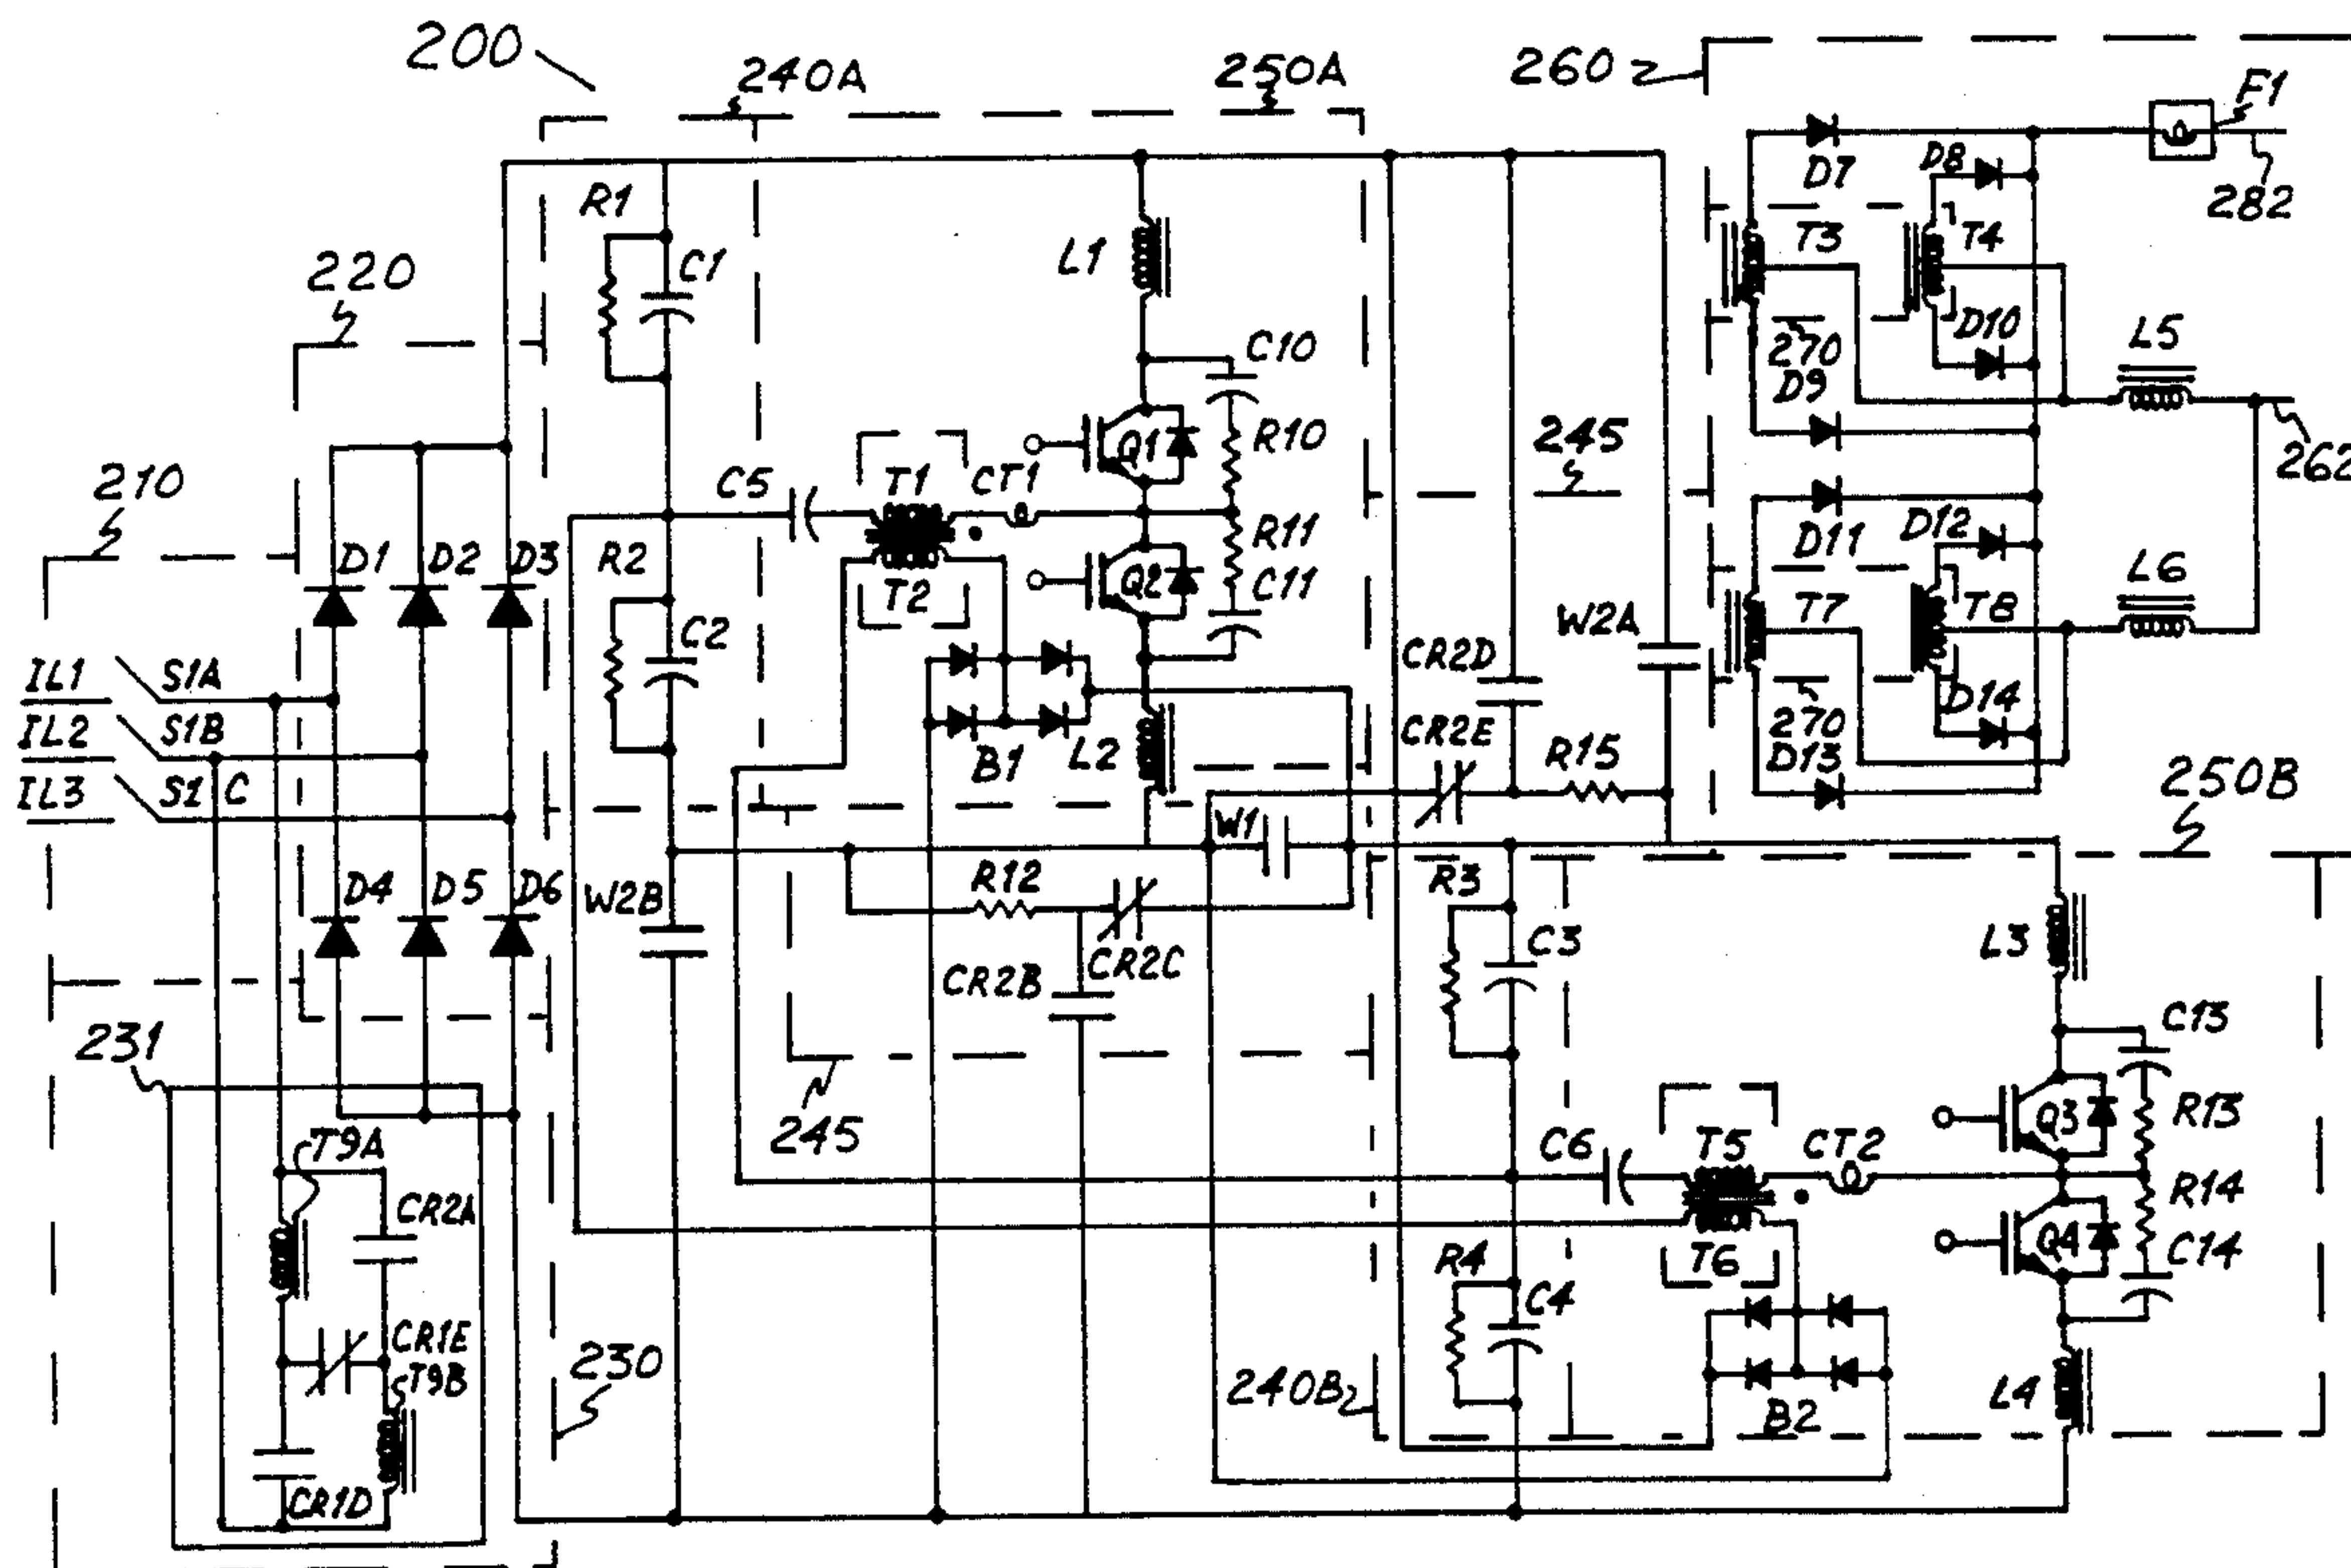 200
240A
250A
260
F1
D7
D8
282
R1
C1
L1
T3
T4
220
270
D10
L5
C10
D9
Q1
R10
245
262
210
C5
T1
CT1
R11
D11
D12
R2
D1
D2
D3
T2
Q2
C11
L6
C2
W2A
T7
T8
CR2D
IL1
S1A
IL2
S1B
CR2E
270
D14
IL3
S1 C
B1
L2
R15
D13
250B
W1
D4
D5
D6
W2B
R12
R3
C3
L3
CR2B
CR2C
231
C13
245
T9A
C6
T5
CT2
Q3
R13
CR2A
R14
R4
T6
Q4
C14
C4
CR1E
T9B
230
240B
B2
L4
CR1D